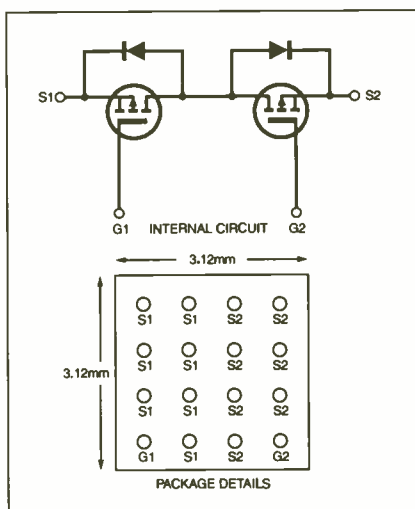 S1 S2
G1 INTERNAL CIRCUIT G2
3.12mm
S1 S1 S2 S2
3.12mm
S1 S1 S2 S2
S1 S1 S2 S2
G1 S1 S2 G2
PACKAGE DETAILS